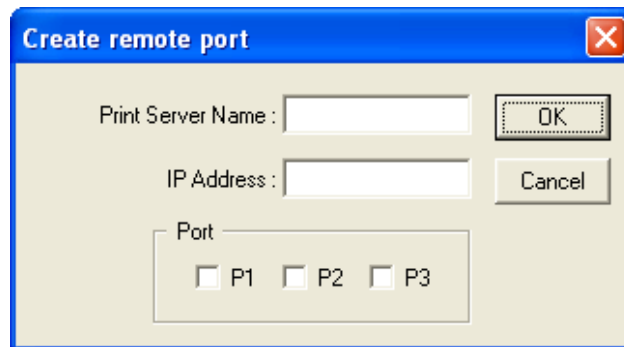 Create remote port
Print Server Name :
OK
IP Address :
Cancel
Port
P1 P2 P3